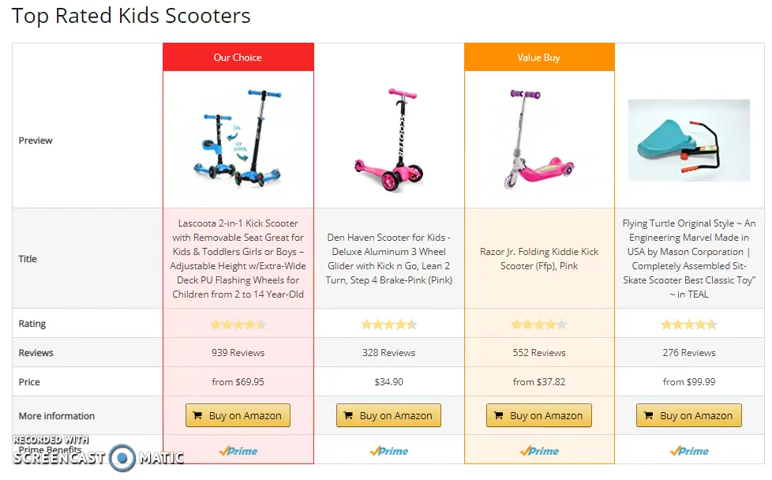 Top Rated Kids Scooters
Our Choice
Value Buy
Preview
SCOOTER
Title
Lascoota 2-in-1 Kick Scooter
with Removable Seat Great for
Kids & Toddlers Girls or Boys –
Adjustable Height w/Extra-Wide
Deck PU Flashing Wheels for
Children from 2 to 14 Year-Old
Den Haven Scooter for Kids -
Deluxe Aluminum 3 Wheel
Glider with Kick n Go, Lean 2
Turn, Step 4 Brake-Pink (Pink)
Razor Jr. Folding Kiddie Kick
Scooter (Ffp), Pink
Flying Turtle Original Style ~ An
Engineering Marvel Made in
USA by Mason Corporation |
Completely Assembled Sit-
Skate Scooter Best Classic Toy"
~ in TEAL
Rating
Reviews
939 Reviews
328 Reviews
552 Reviews
276 Reviews
Price
from $69.95
$34.90
from $37.82
from $99.99
More information
Buy on Amazon
Buy on Amazon
Buy on Amazon
Buy on Amazon
Prime Benefits
Prime
Prime
Prime
Prime
RECORDED WITH
SCREENCAST MATIC